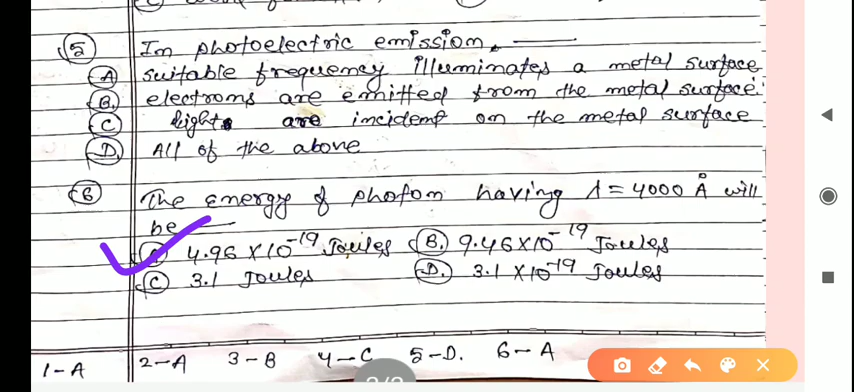 (5) In photoelectric emission, ——
(A) suitable frequency illuminates a metal surface
(B.) electrons are emitted from the metal surface.
(C) lights are incident on the metal surface
(D.) All of the above
(6) The energy of photon having λ = 4000 Å will
be ——
(A) 4.96 × 10⁻¹⁹ Joules (B.) 9.46 × 10⁻¹⁹ Joules
(C) 3.1 Joules (D.) 3.1 × 10⁻¹⁹ Joules
1-A 2-A 3-B 4-C 5-D. 6-A